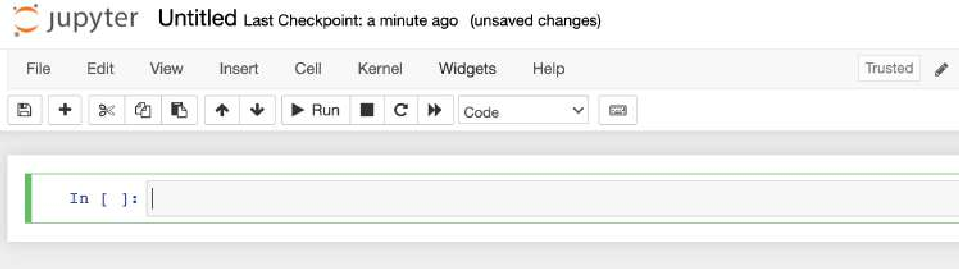 jupyter Untitled Last Checkpoint: a minute ago (unsaved changes)
File Edit View Insert Cell Kernel Widgets Help Trusted
Run Code
In [ ]: